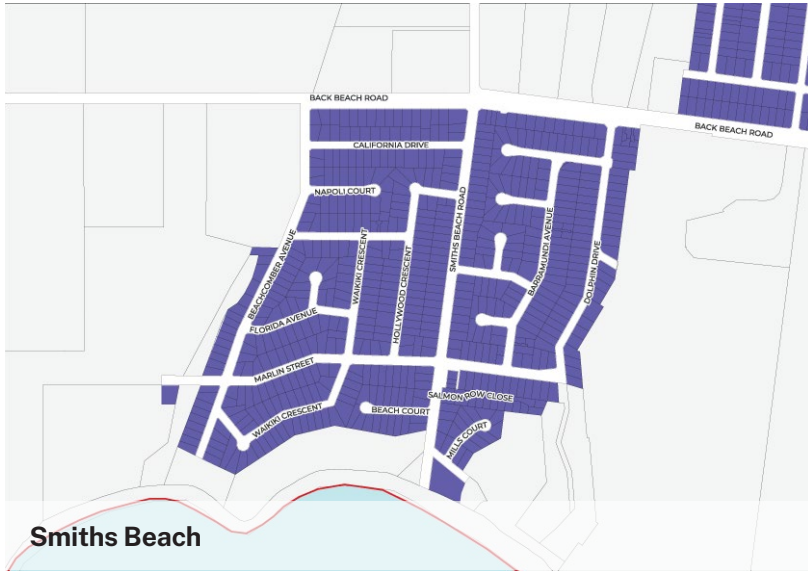 BACK BEACH ROAD
BACK BEACH ROAD
CALIFORNIA DRIVE
NAPOLI COURT
SMITHS BEACH ROAD
BARRAMUNDI AVENUE
DOLPHIN DRIVE
BEACHCOMBER AVENUE
WAIKIKI CRESCENT
HOLLYWOOD CRESCENT
FLORIDA AVENUE
MARLIN STREET
SALMON ROW CLOSE
WAIKIKI CRESCENT
BEACH COURT
MILLS COURT
Smiths Beach